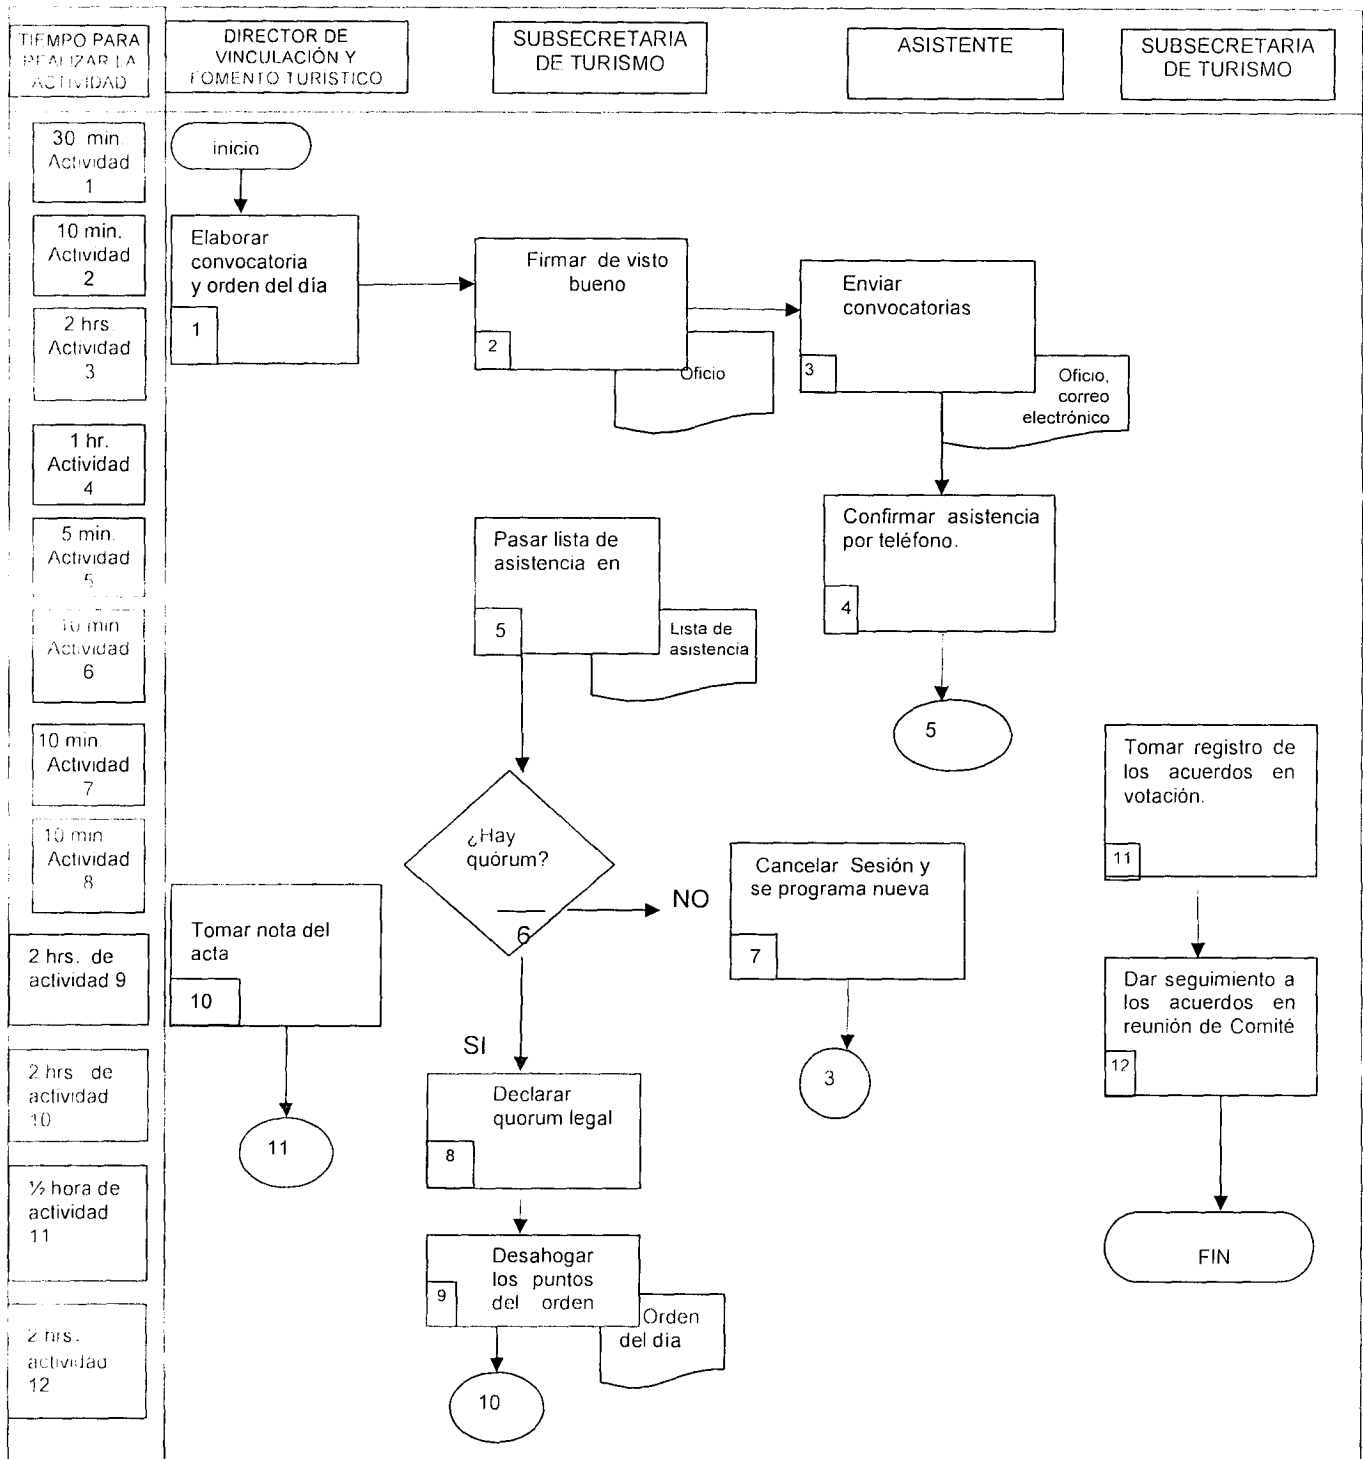 TIEMPO PARA
REALIZAR LA
ACTIVIDAD
DIRECTOR DE
VINCULACIÓN Y
FOMENTO TURISTICO
SUBSECRETARIA
DE TURISMO
ASISTENTE
SUBSECRETARIA
DE TURISMO
30 min.
Actividad
1
10 min.
Actividad
2
2 hrs.
Actividad
3
1 hr.
Actividad
4
5 min.
Actividad
5
10 min
Actividad
6
10 min.
Actividad
7
10 min
Actividad
8
2 hrs. de
actividad 9
2 hrs de
actividad
10
½ hora de
actividad
11
2 hrs.
actividad
12
inicio
Elaborar
convocatoria
y orden del día
1
Firmar de visto
bueno
2
Oficio
Enviar
convocatorias
3
Oficio,
correo
electrónico
Confirmar asistencia
por teléfono.
4
5
Pasar lista de
asistencia en
5
Lista de
asistencia
¿Hay
quórum?
6
NO
SI
Cancelar Sesión y
se programa nueva
7
3
Declarar
quorum legal
8
Desahogar
los puntos
del orden
9
Orden
del día
10
Tomar nota del
acta
10
11
Tomar registro de
los acuerdos en
votación.
11
Dar seguimiento a
los acuerdos en
reunión de Comité
12
FIN